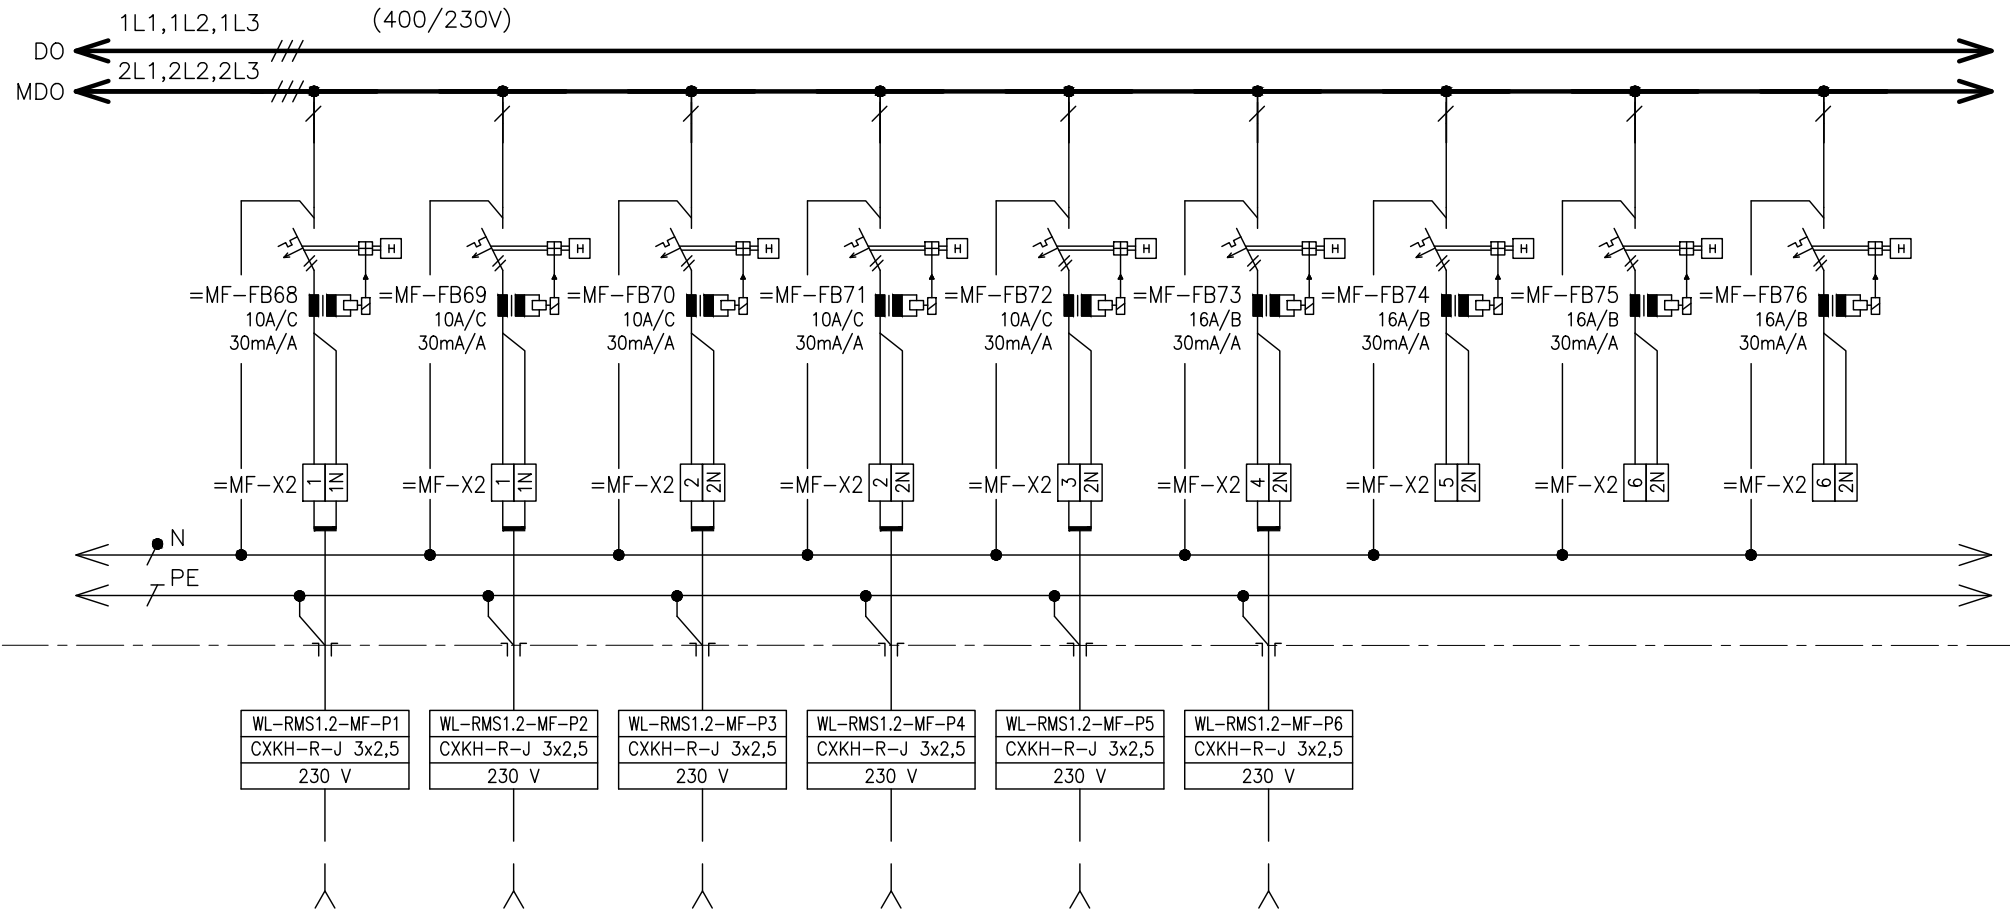 1L1,1L2,1L3 (400/230V)
DO
2L1,2L2,2L3
MDO
H H H H H H H H H
=MF-FB68 =MF-FB69 =MF-FB70 =MF-FB71 =MF-FB72 =MF-FB73 =MF-FB74 =MF-FB75 =MF-FB76
10A/C 10A/C 10A/C 10A/C 10A/C 16A/B 16A/B 16A/B 16A/B
30mA/A 30mA/A 30mA/A 30mA/A 30mA/A 30mA/A 30mA/A 30mA/A 30mA/A
=MF-X2 1 1N =MF-X2 1 1N =MF-X2 2 2N =MF-X2 2 2N =MF-X2 3 2N =MF-X2 4 2N =MF-X2 5 2N =MF-X2 6 2N =MF-X2 6 2N
N
PE
WL-RMS1.2-MF-P1 WL-RMS1.2-MF-P2 WL-RMS1.2-MF-P3 WL-RMS1.2-MF-P4 WL-RMS1.2-MF-P5 WL-RMS1.2-MF-P6
CXKH-R-J 3x2,5 CXKH-R-J 3x2,5 CXKH-R-J 3x2,5 CXKH-R-J 3x2,5 CXKH-R-J 3x2,5 CXKH-R-J 3x2,5
230 V 230 V 230 V 230 V 230 V 230 V